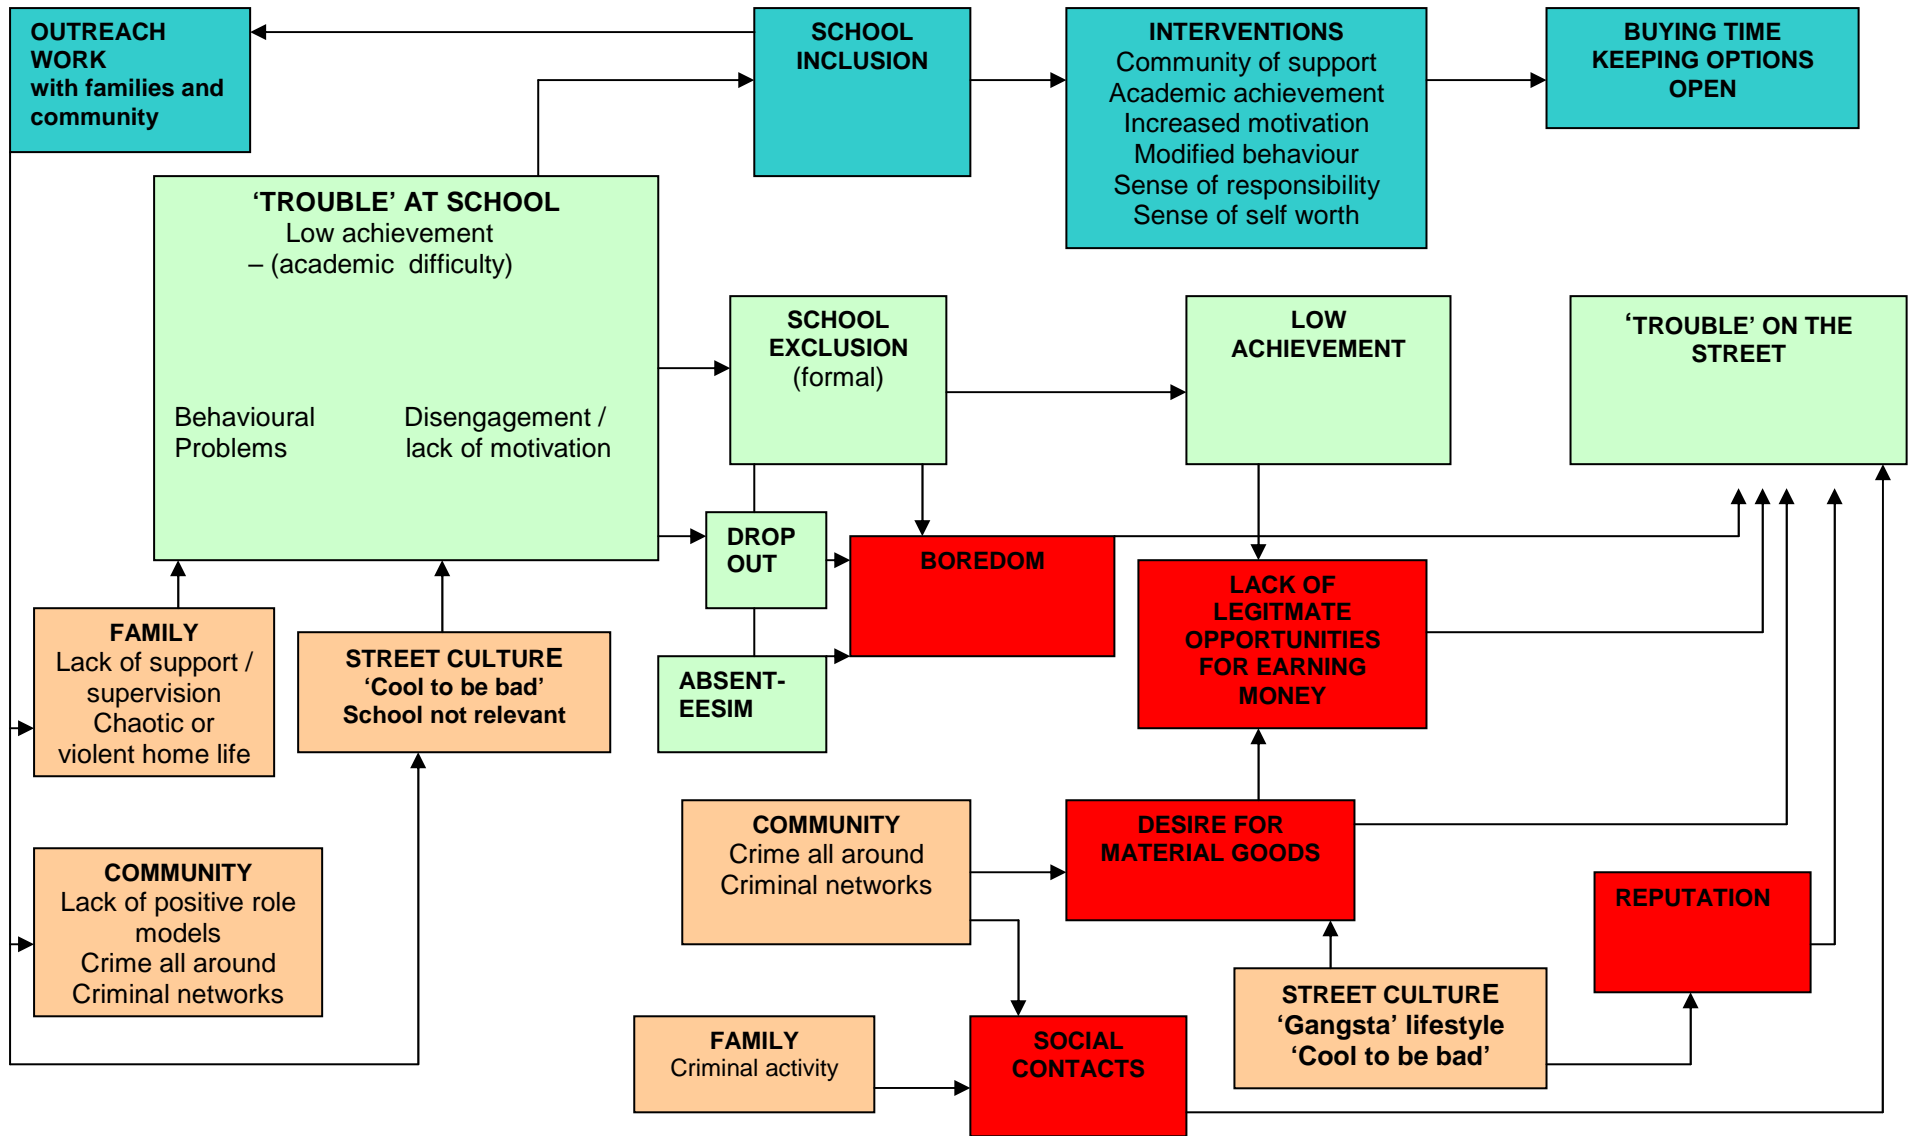 OUTREACH
WORK
with families and
community
SCHOOL
INCLUSION
INTERVENTIONS
Community of support
Academic achievement
Increased motivation
Modified behaviour
Sense of responsibility
Sense of self worth
BUYING TIME
KEEPING OPTIONS
OPEN
‘TROUBLE’ AT SCHOOL
Low achievement
– (academic difficulty)
Behavioural
Problems
Disengagement /
lack of motivation
SCHOOL
EXCLUSION
(formal)
LOW
ACHIEVEMENT
‘TROUBLE’ ON THE
STREET
DROP
OUT
BOREDOM
LACK OF
LEGITMATE
OPPORTUNITIES
FOR EARNING
MONEY
FAMILY
Lack of support /
supervision
Chaotic or
violent home life
STREET CULTURE
‘Cool to be bad’
School not relevant
ABSENT-
EESIM
COMMUNITY
Lack of positive role
models
Crime all around
Criminal networks
COMMUNITY
Crime all around
Criminal networks
DESIRE FOR
MATERIAL GOODS
REPUTATION
STREET CULTURE
‘Gangsta’ lifestyle
‘Cool to be bad’
FAMILY
Criminal activity
SOCIAL
CONTACTS